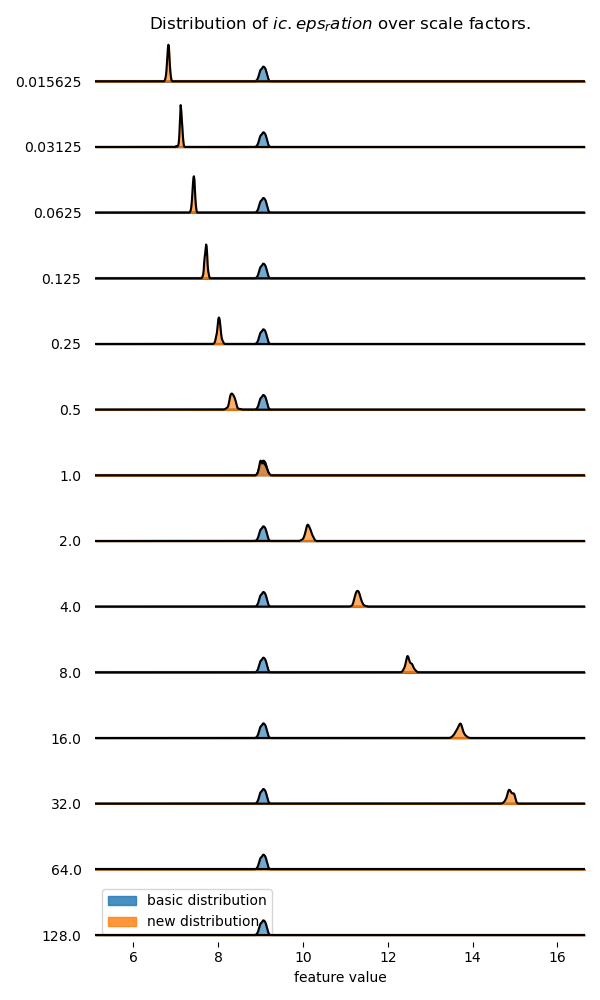 Distribution of ic.eps_ration over scale factors.
0.015625
0.03125
0.0625
0.125
0.25
0.5
1.0
2.0
4.0
8.0
16.0
32.0
64.0
basic distribution
new distribution
128.0
6 8 10 12 14 16
feature value